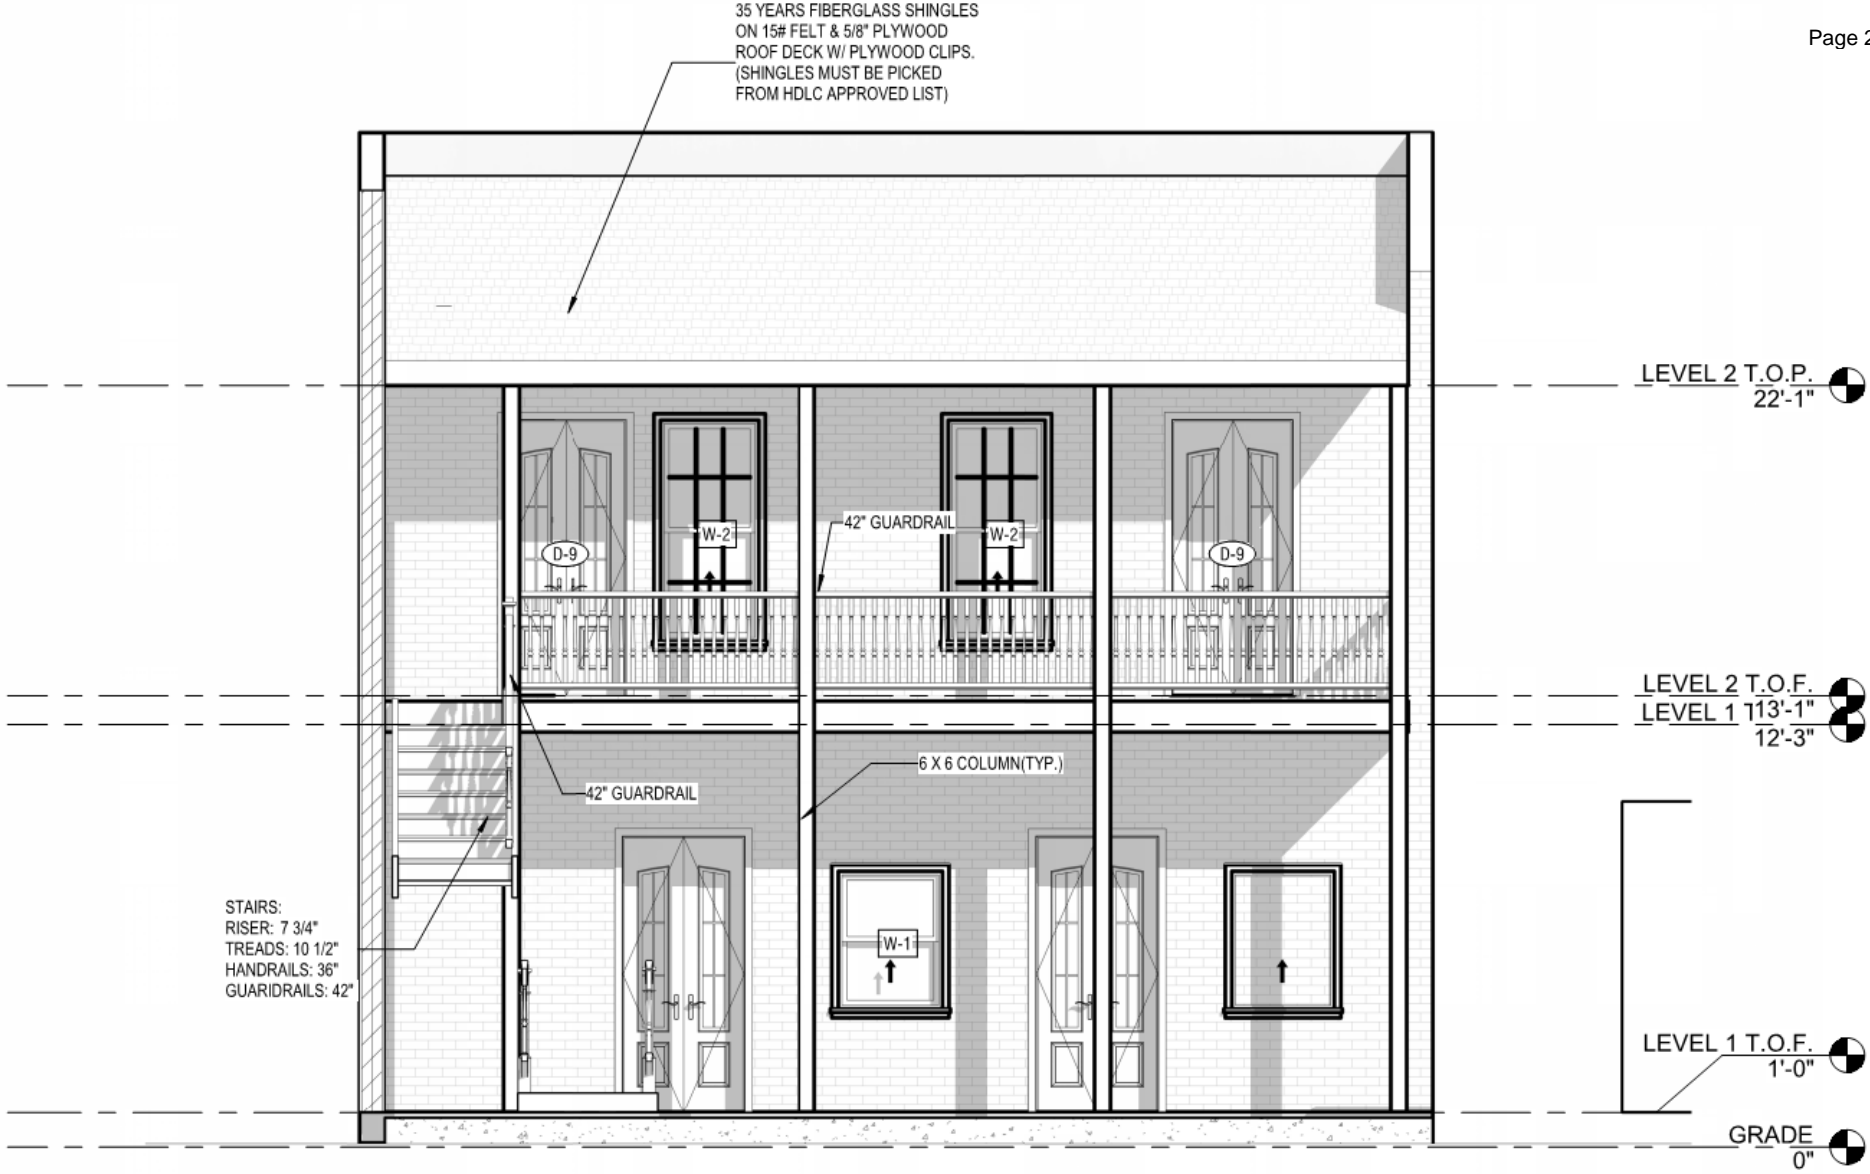 35 YEARS FIBERGLASS SHINGLES
ON 15# FELT & 5/8" PLYWOOD
ROOF DECK W/ PLYWOOD CLIPS.
(SHINGLES MUST BE PICKED
FROM HDLC APPROVED LIST)
Page 2
LEVEL 2 T.O.P.
22'-1"
42" GUARDRAIL
W-2
W-2
D-9
D-9
LEVEL 2 T.O.F.
13'-1"
LEVEL 1
12'-3"
6 X 6 COLUMN(TYP.)
42" GUARDRAIL
STAIRS:
RISER: 7 3/4"
TREADS: 10 1/2"
HANDRAILS: 36"
GUARIDRAILS: 42"
W-1
LEVEL 1 T.O.F.
1'-0"
GRADE
0"